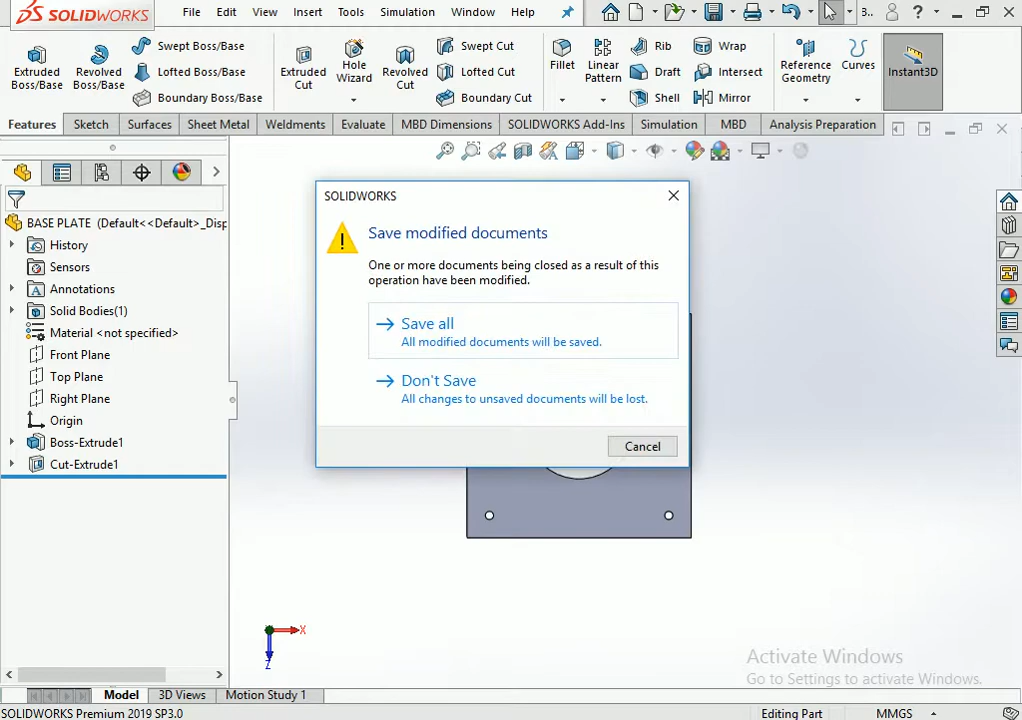 SOLIDWORKS
File Edit View Insert Tools Simulation Window Help 3.. ?
Extruded Boss/Base
Revolved Boss/Base
Swept Boss/Base
Lofted Boss/Base
Boundary Boss/Base
Extruded Cut
Hole Wizard
Revolved Cut
Swept Cut
Lofted Cut
Boundary Cut
Fillet
Linear Pattern
Rib
Draft
Shell
Wrap
Intersect
Mirror
Reference Geometry
Curves
Instant3D
Features Sketch Surfaces Sheet Metal Weldments Evaluate MBD Dimensions SOLIDWORKS Add-Ins Simulation MBD Analysis Preparation
BASE PLATE (Default<<Default>_Disp
History
Sensors
Annotations
Solid Bodies(1)
Material <not specified>
Front Plane
Top Plane
Right Plane
Origin
Boss-Extrude1
Cut-Extrude1
SOLIDWORKS
Save modified documents
One or more documents being closed as a result of this
operation have been modified.
Save all
All modified documents will be saved.
Don't Save
All changes to unsaved documents will be lost.
Cancel
X
Z
Activate Windows
Go to Settings to activate Windows.
Model 3D Views Motion Study 1
SOLIDWORKS Premium 2019 SP3.0 Editing Part MMGS